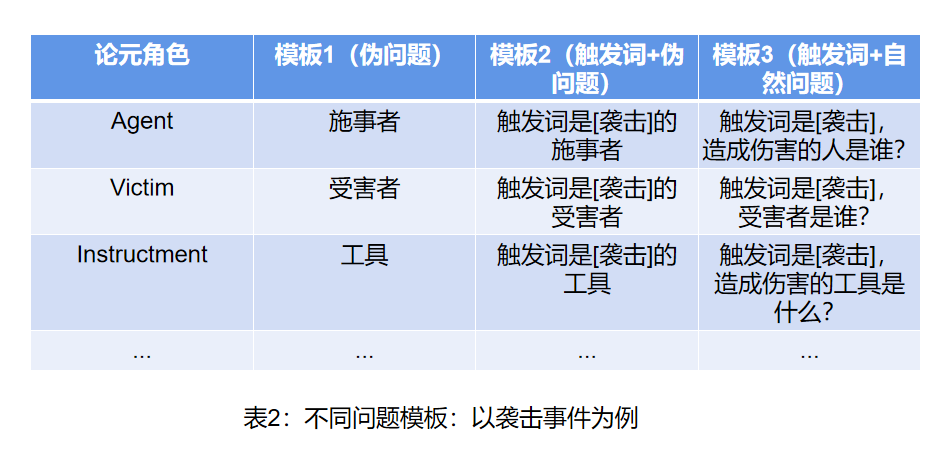 论元角色 模板1（伪问题） 模板2（触发词+伪问题） 模板3（触发词+自然问题）
Agent 施事者 触发词是[袭击]的施事者 触发词是[袭击]，造成伤害的人是谁？
Victim 受害者 触发词是[袭击]的受害者 触发词是[袭击]，受害者是谁？
Instructment 工具 触发词是[袭击]的工具 触发词是[袭击]，造成伤害的工具是什么？
... ... ... ...
表2：不同问题模板：以袭击事件为例